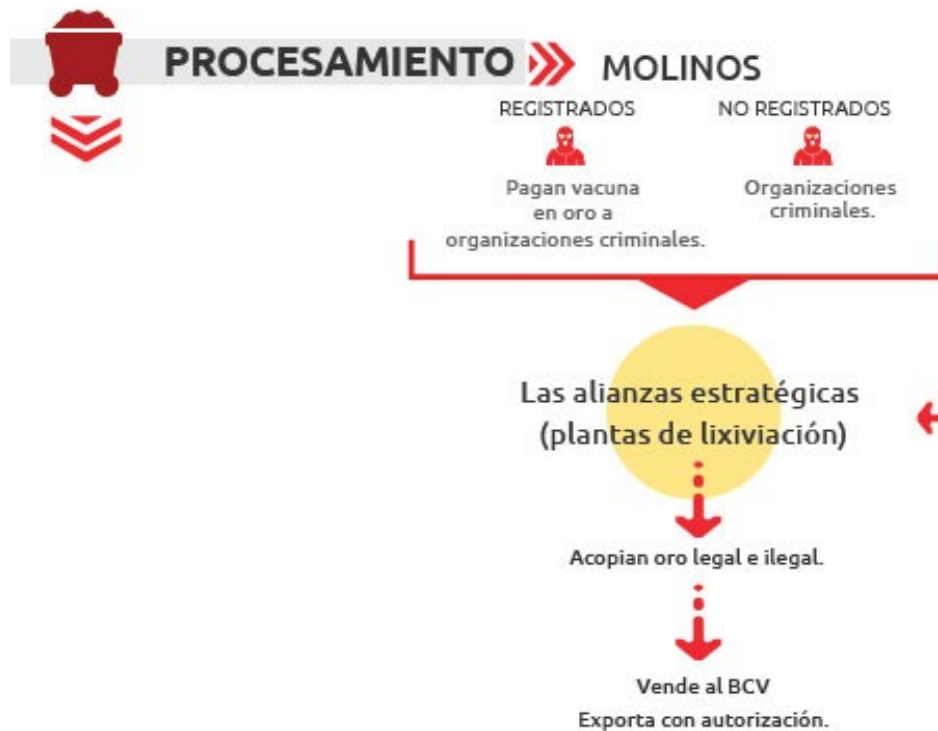 PROCESAMIENTO
MOLINOS
REGISTRADOS
Pagan vacuna
en oro a
organizaciones criminales.
NO REGISTRADOS
Organizaciones
criminales.
Las alianzas estratégicas
(plantas de lixiviación)
Acopian oro legal e ilegal.
Vende al BCV
Exporta con autorización.